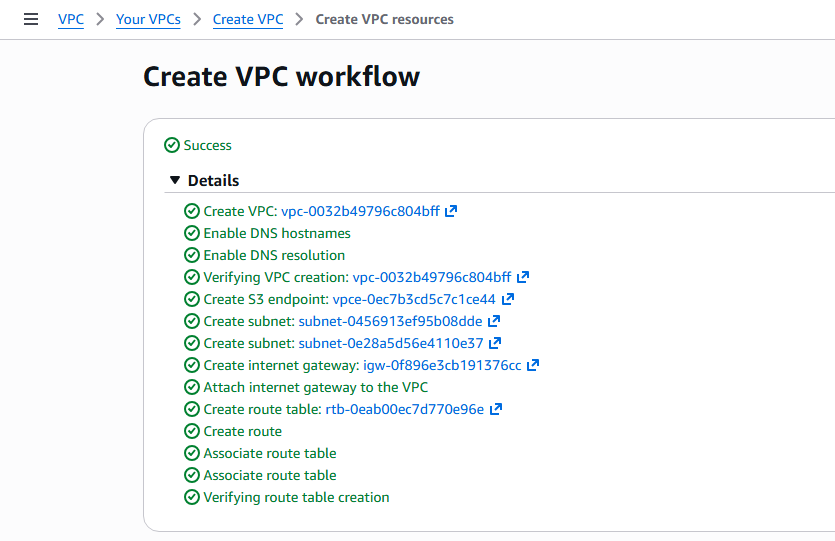 VPC > Your VPCs > Create VPC > Create VPC resources
Create VPC workflow
Success
Details
Create VPC: vpc-0032b49796c804bff
Enable DNS hostnames
Enable DNS resolution
Verifying VPC creation: vpc-0032b49796c804bff
Create S3 endpoint: vpce-0ec7b3cd5c7c1ce44
Create subnet: subnet-0456913ef95b08dde
Create subnet: subnet-0e28a5d56e4110e37
Create internet gateway: igw-0f896e3cb191376cc
Attach internet gateway to the VPC
Create route table: rtb-0eab00ec7d770e96e
Create route
Associate route table
Associate route table
Verifying route table creation